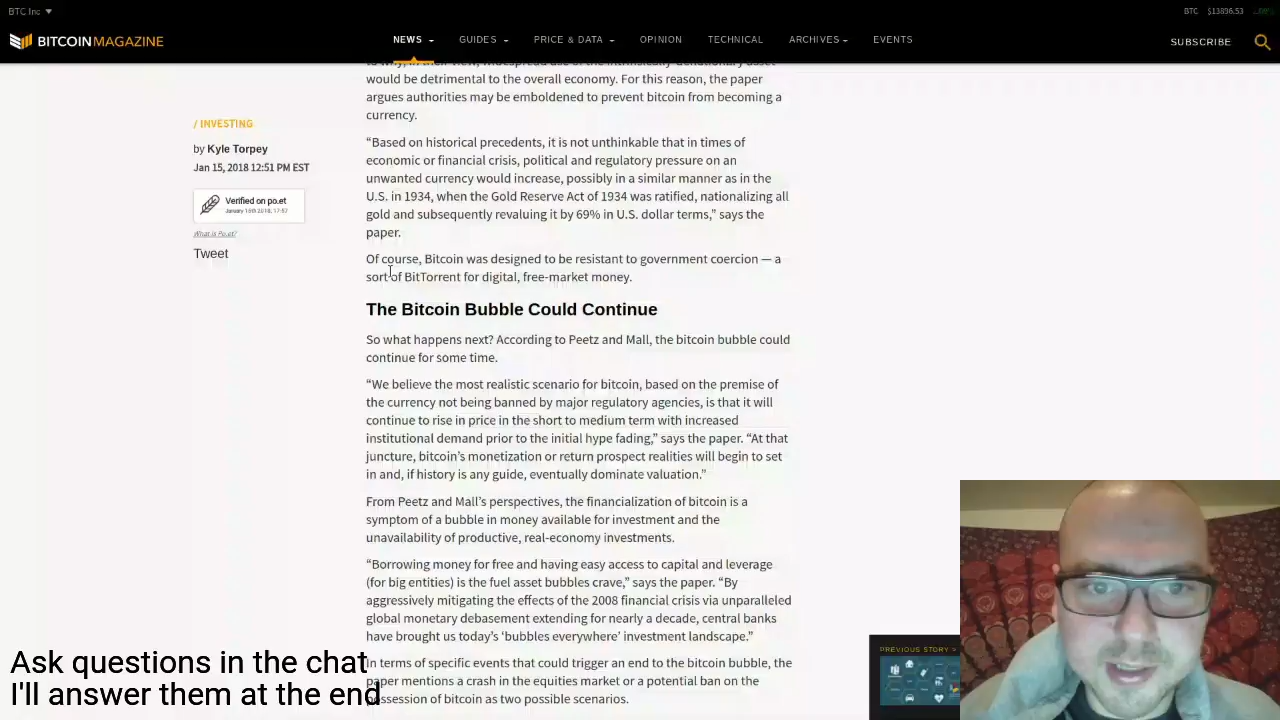 BTC Inc ▼
BTC $13836.53
BITCOINMAGAZINE
NEWS
GUIDES
PRICE & DATA
OPINION
TECHNICAL
ARCHIVES
EVENTS
SUBSCRIBE
would be detrimental to the overall economy. For this reason, the paper
argues authorities may be emboldened to prevent bitcoin from becoming a
currency.
/ INVESTING
by Kyle Torpey
Jan 15, 2018 12:51 PM EST
Verified on po.et
January 16th 2018, 17:57
What is Po.et?
Tweet
“Based on historical precedents, it is not unthinkable that in times of
economic or financial crisis, political and regulatory pressure on an
unwanted currency would increase, possibly in a similar manner as in the
U.S. in 1934, when the Gold Reserve Act of 1934 was ratified, nationalizing all
gold and subsequently revaluing it by 69% in U.S. dollar terms,” says the
paper.
Of course, Bitcoin was designed to be resistant to government coercion — a
sort of BitTorrent for digital, free-market money.
The Bitcoin Bubble Could Continue
So what happens next? According to Peetz and Mall, the bitcoin bubble could
continue for some time.
“We believe the most realistic scenario for bitcoin, based on the premise of
the currency not being banned by major regulatory agencies, is that it will
continue to rise in price in the short to medium term with increased
institutional demand prior to the initial hype fading,” says the paper. “At that
juncture, bitcoin’s monetization or return prospect realities will begin to set
in and, if history is any guide, eventually dominate valuation.”
From Peetz and Mall’s perspectives, the financialization of bitcoin is a
symptom of a bubble in money available for investment and the
unavailability of productive, real-economy investments.
“Borrowing money for free and having easy access to capital and leverage
(for big entities) is the fuel asset bubbles crave,” says the paper. “By
aggressively mitigating the effects of the 2008 financial crisis via unparalleled
global monetary debasement extending for nearly a decade, central banks
have brought us today’s ‘bubbles everywhere’ investment landscape.”
In terms of specific events that could trigger an end to the bitcoin bubble, the
paper mentions a crash in the equities market or a potential ban on the
possession of bitcoin as two possible scenarios.
PREVIOUS STORY >
Ask questions in the chat
I'll answer them at the end